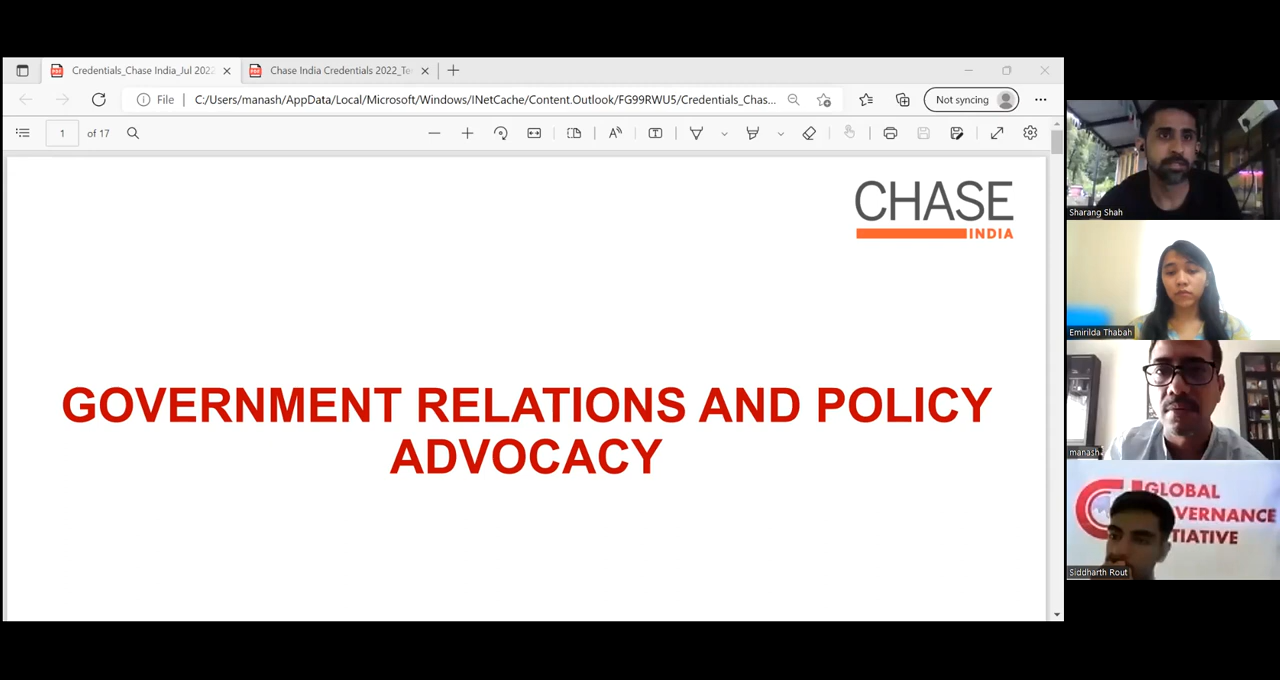 Credentials_Chase India_Jul 2022
Chase India Credentials 2022_Te
File
C:/Users/manash/AppData/Local/Microsoft/Windows/INetCache/Content.Outlook/FG99RWU5/Credentials_Chas...
Not syncing
1 of 17
CHASE
INDIA
GOVERNMENT RELATIONS AND POLICY
ADVOCACY
Sharang Shah
Emirilda Thabah
manash
GLOBAL
Siddharth Rout